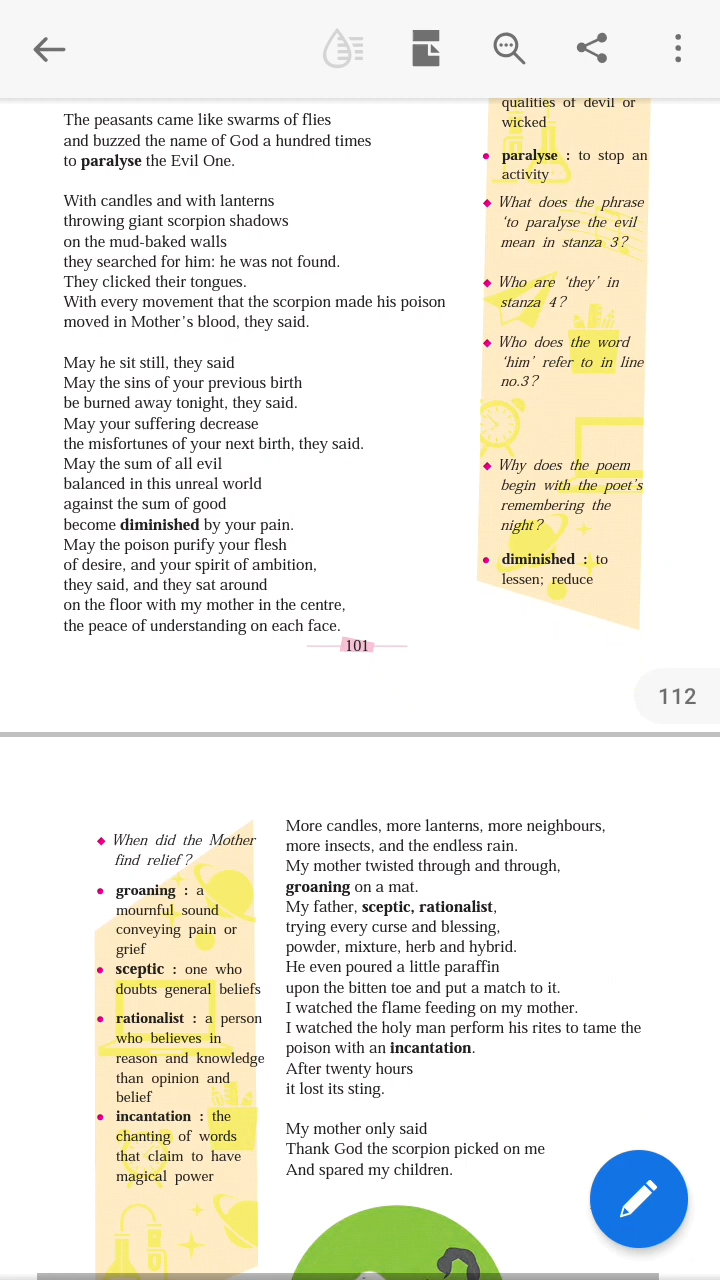 The peasants came like swarms of flies
and buzzed the name of God a hundred times
to paralyse the Evil One.
With candles and with lanterns
throwing giant scorpion shadows
on the mud-baked walls
they searched for him: he was not found.
They clicked their tongues.
With every movement that the scorpion made his poison
moved in Mother's blood, they said.
May he sit still, they said
May the sins of your previous birth
be burned away tonight, they said.
May your suffering decrease
the misfortunes of your next birth, they said.
May the sum of all evil
balanced in this unreal world
against the sum of good
become diminished by your pain.
May the poison purify your flesh
of desire, and your spirit of ambition,
they said, and they sat around
on the floor with my mother in the centre,
the peace of understanding on each face.
qualities of devil or
wicked
• paralyse : to stop an
activity
◆ What does the phrase
‘to paralyse the evil
mean in stanza 3?
◆ Who are ‘they’ in
stanza 4?
◆ Who does the word
‘him’ refer to in line
no.3?
◆ Why does the poem
begin with the poet's
remembering the
night?
• diminished : to
lessen; reduce
101
112
◆ When did the Mother
find relief?
• groaning : a
mournful sound
conveying pain or
grief
• sceptic : one who
doubts general beliefs
• rationalist : a person
who believes in
reason and knowledge
than opinion and
belief
• incantation : the
chanting of words
that claim to have
magical power
More candles, more lanterns, more neighbours,
more insects, and the endless rain.
My mother twisted through and through,
groaning on a mat.
My father, sceptic, rationalist,
trying every curse and blessing,
powder, mixture, herb and hybrid.
He even poured a little paraffin
upon the bitten toe and put a match to it.
I watched the flame feeding on my mother.
I watched the holy man perform his rites to tame the
poison with an incantation.
After twenty hours
it lost its sting.
My mother only said
Thank God the scorpion picked on me
And spared my children.